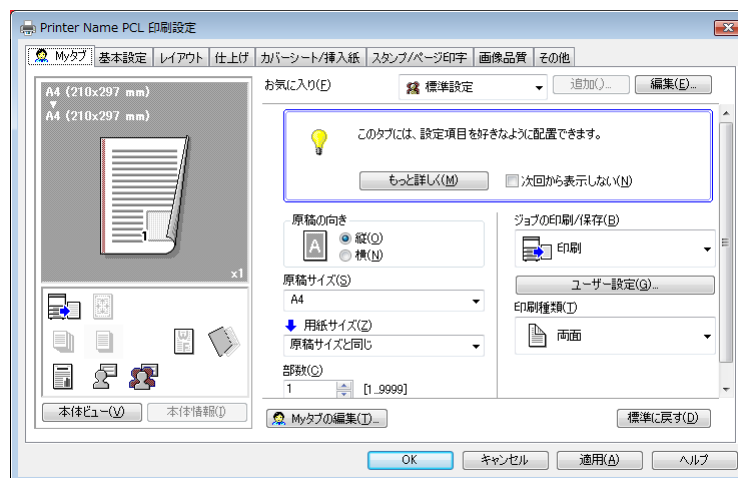 Printer Name PCL 印刷設定
Myタブ 基本設定 レイアウト 仕上げ カバーシート/挿入紙 スタンプ/ページ印字 画像品質 その他
A4 (210x297 mm)
A4 (210x297 mm)
1
x1
W
F
本体ビュー(V) 本体情報(I)
お気に入り(F) 標準設定 追加()... 編集(E)...
このタブには、設定項目を好きなように配置できます。
もっと詳しく(M) 次回から表示しない(N)
原稿の向き
A
縦(O)
横(N)
原稿サイズ(S)
A4
用紙サイズ(Z)
原稿サイズと同じ
部数(C)
1 [1..9999]
ジョブの印刷/保存(B)
印刷
ユーザー設定(G)...
印刷種類(T)
両面
Myタブの編集(T)... 標準に戻す(D)
OK キャンセル 適用(A) ヘルプ